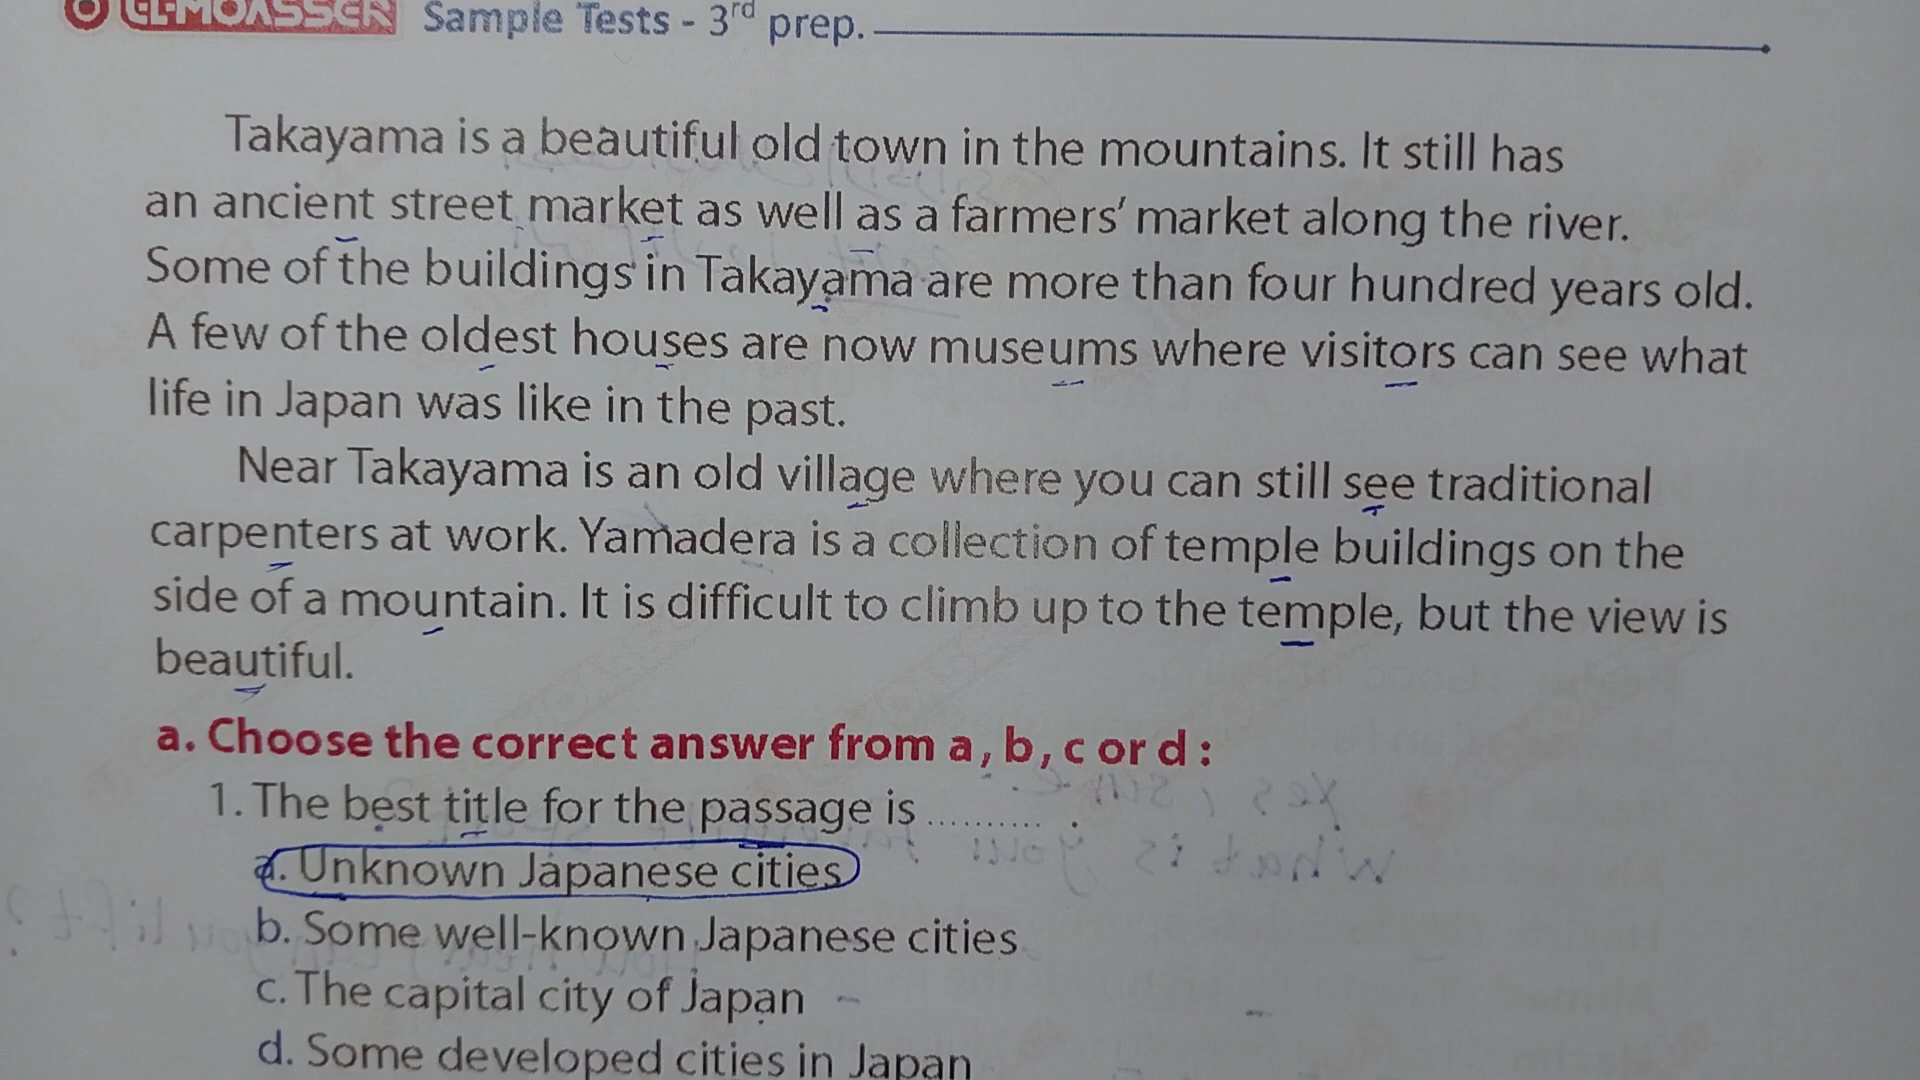 EL-MOASSER Sample Tests - 3rd prep.
Takayama is a beautiful old town in the mountains. It still has
an ancient street market as well as a farmers' market along the river.
Some of the buildings in Takayama are more than four hundred years old.
A few of the oldest houses are now museums where visitors can see what
life in Japan was like in the past.
Near Takayama is an old village where you can still see traditional
carpenters at work. Yamadera is a collection of temple buildings on the
side of a mountain. It is difficult to climb up to the temple, but the view is
beautiful.
a. Choose the correct answer from a, b, c or d :
1. The best title for the passage is .......... .
a. Unknown Japanese cities
b. Some well-known Japanese cities
c. The capital city of Japan
d. Some developed cities in Japan